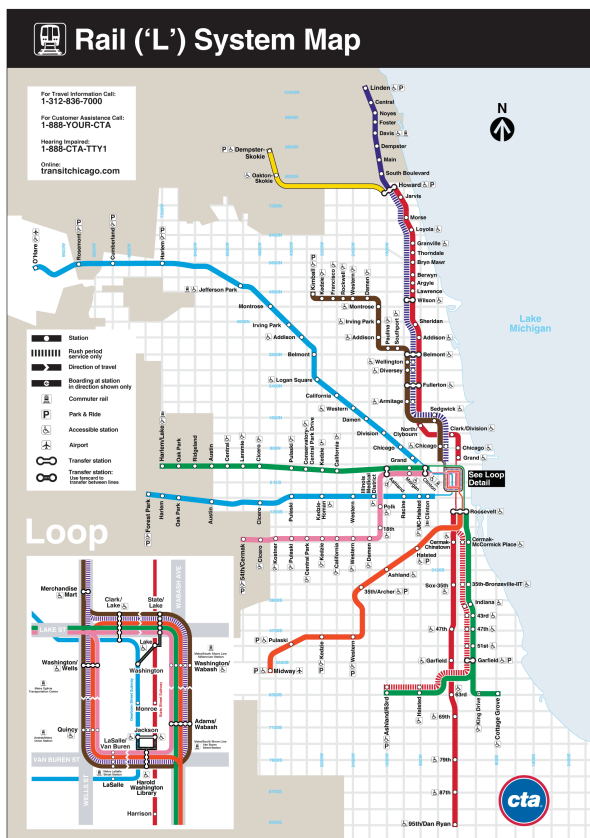 Rail (‘L’) System Map
For Travel Information Call:
1-312-836-7000
For Customer Assistance Call:
1-888-YOUR-CTA
Hearing Impaired:
1-888-CTA-TTY1
Online:
transitchicago.com
N
Linden
Central
Noyes
Foster
Davis
Dempster
Main
South Boulevard
Howard
Jarvis
Morse
Loyola
Granville
Thorndale
Bryn Mawr
Berwyn
Argyle
Lawrence
Wilson
Sheridan
Addison
Belmont
Wellington
Diversey
Fullerton
Armitage
Sedgwick
North/
Clybourn
Clark/Division
Chicago
Chicago
Grand
Dempster-
Skokie
Oakton-
Skokie
Lake
Michigan
O'Hare
Rosemont
Cumberland
Harlem
Jefferson Park
Montrose
Irving Park
Addison
Belmont
Logan Square
California
Western
Damen
Division
Chicago
Grand
Kimball
Kedzie
Francisco
Rockwell
Western
Damen
Montrose
Irving Park
Addison
Paulina
Southport
Station
Rush period
service only
Direction of travel
Boarding at station
in direction shown only
Commuter rail
P
Park & Ride
Accessible station
Airport
Transfer station
Transfer station:
Use farecard to
transfer between lines
Harlem/Lake
Oak Park
Ridgeland
Austin
Central
Laramie
Cicero
Pulaski
Conservatory-
Central Park Drive
Kedzie
California
Ashland
Morgan
Clinton
See Loop
Detail
Forest Park
Harlem
Oak Park
Austin
Cicero
Pulaski
Kedzie-
Homan
Western
Illinois
Medical
District
Racine
UIC-Halsted
Clinton
Polk
18th
54th/Cermak
Cicero
Kostner
Pulaski
Central Park
Kedzie
California
Western
Damen
Roosevelt
Cermak-
Chinatown
Cermak-
McCormick Place
Halsted
Ashland
35th/Archer
Western
Kedzie
Pulaski
Midway
Sox-35th
35th-Bronzeville-IIT
Indiana
43rd
47th
47th
51st
Garfield
Garfield
63rd
Ashland/63rd
Halsted
King Drive
Cottage Grove
69th
79th
87th
95th/Dan Ryan
Loop
Merchandise
Mart
Clark/
Lake
State/
Lake
WABASH AVE
LAKE ST
Lake
Washington
Washington/
Wells
Washington/
Wabash
Monroe
Quincy
Jackson
Adams/
Wabash
LaSalle/
Van Buren
VAN BUREN ST
WELLS ST
LaSalle
Harold
Washington
Library
Harrison
cta